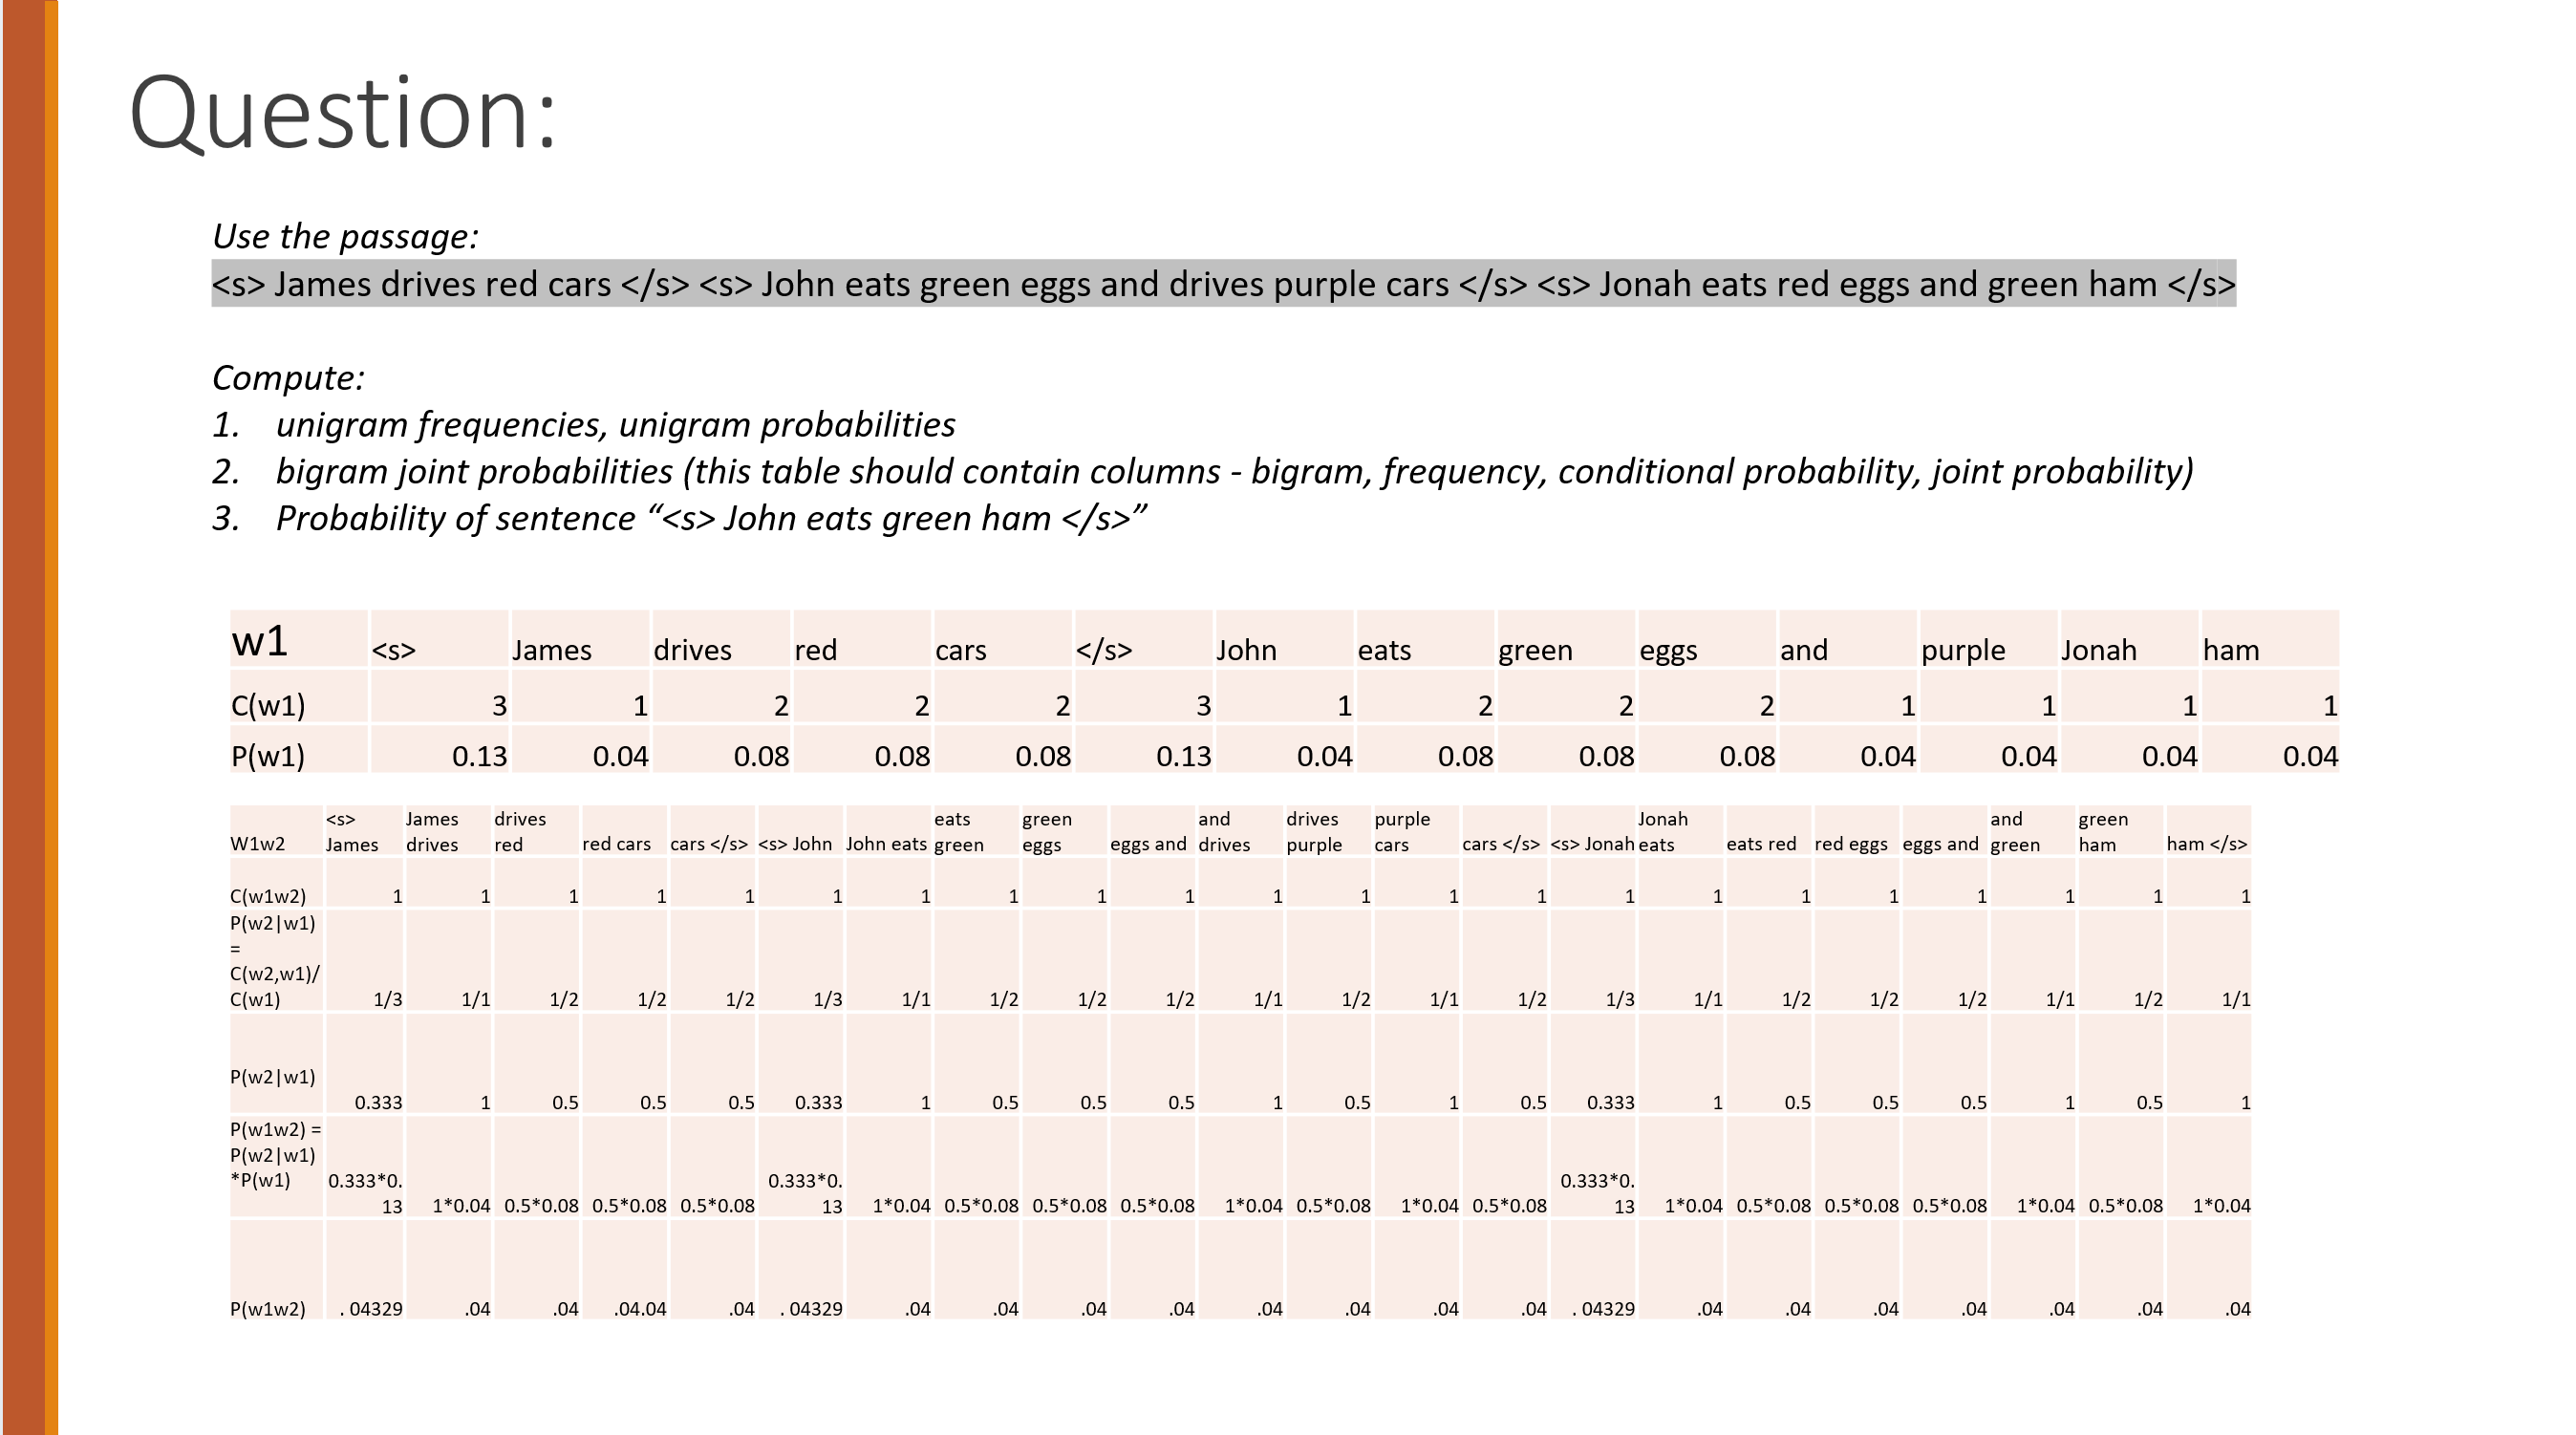 Question:
Use the passage:
<s> James drives red cars </s> <s> John eats green eggs and drives purple cars </s> <s> Jonah eats red eggs and green ham </s>
Compute:
1. unigram frequencies, unigram probabilities
2. bigram joint probabilities (this table should contain columns - bigram, frequency, conditional probability, joint probability)
3. Probability of sentence “<s> John eats green ham </s>”
w1 <s> James drives red cars </s> John eats green eggs and purple Jonah ham
C(w1) 3 1 2 2 2 3 1 2 2 2 1 1 1 1
P(w1) 0.13 0.04 0.08 0.08 0.08 0.13 0.04 0.08 0.08 0.08 0.04 0.04 0.04 0.04
W1w2 <s> James James drives drives red red cars cars </s> <s> John John eats eats green green eggs eggs and and drives drives purple purple cars cars </s> <s> Jonah Jonah eats eats red red eggs eggs and and green green ham ham </s>
C(w1w2) 1 1 1 1 1 1 1 1 1 1 1 1 1 1 1 1 1 1 1 1 1 1
P(w2|w1)
=
C(w2,w1)/
C(w1) 1/3 1/1 1/2 1/2 1/2 1/3 1/1 1/2 1/2 1/2 1/1 1/2 1/1 1/2 1/3 1/1 1/2 1/2 1/2 1/1 1/2 1/1
P(w2|w1)
0.333 1 0.5 0.5 0.5 0.333 1 0.5 0.5 0.5 1 0.5 1 0.5 0.333 1 0.5 0.5 0.5 1 0.5 1
P(w1w2) =
P(w2|w1)
*P(w1) 0.333*0.13 1*0.04 0.5*0.08 0.5*0.08 0.5*0.08 0.333*0.13 1*0.04 0.5*0.08 0.5*0.08 0.5*0.08 1*0.04 0.5*0.08 1*0.04 0.5*0.08 0.333*0.13 1*0.04 0.5*0.08 0.5*0.08 0.5*0.08 1*0.04 0.5*0.08 1*0.04
P(w1w2) . 04329 .04 .04 .04.04 .04 . 04329 .04 .04 .04 .04 .04 .04 .04 .04 . 04329 .04 .04 .04 .04 .04 .04 .04